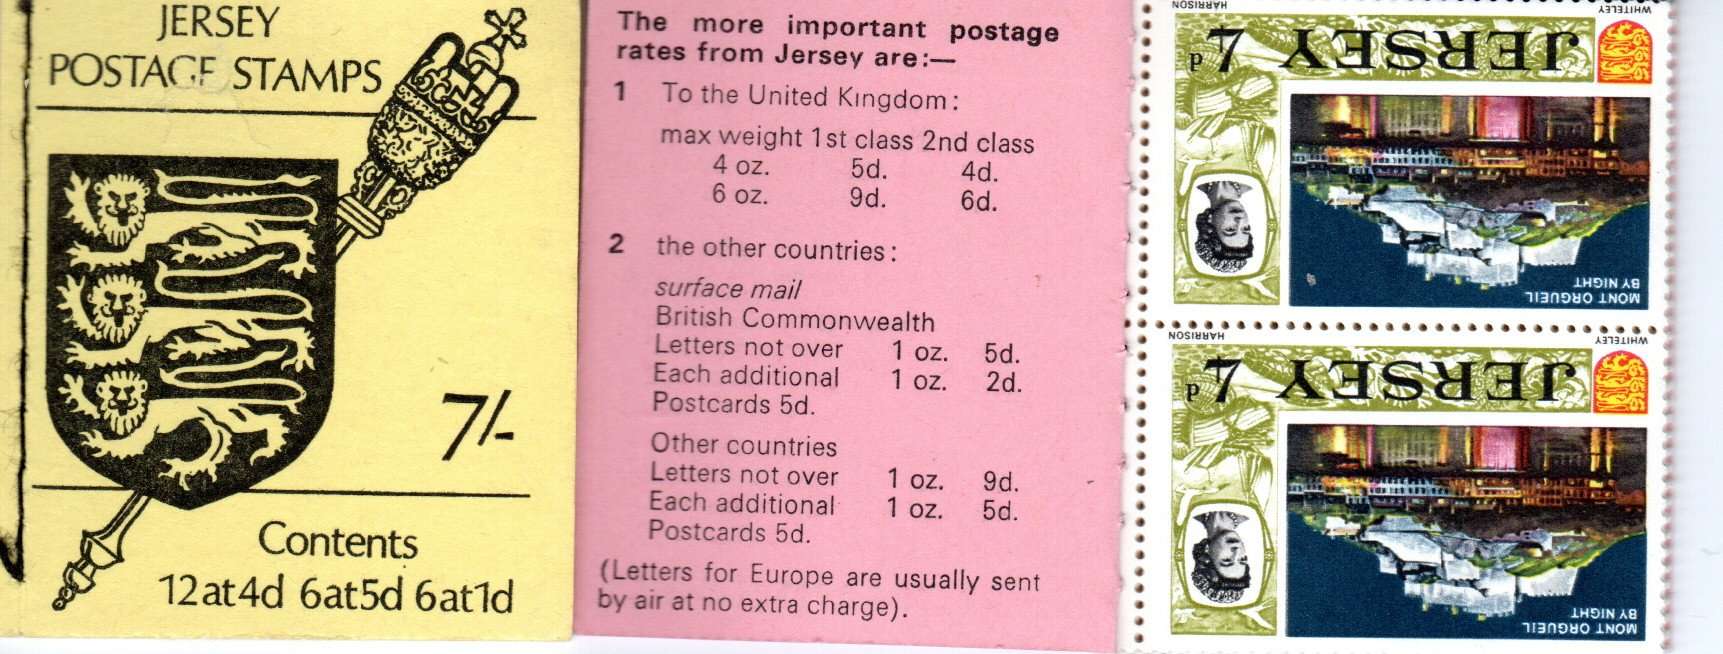 JERSEY
POSTAGE STAMPS
7/-
Contents
12at4d 6at5d 6at1d
The more important postage
rates from Jersey are:—
1 To the United Kingdom:
max weight 1st class 2nd class
4 oz. 5d. 4d.
6 oz. 9d. 6d.
2 the other countries:
surface mail
British Commonwealth
Letters not over 1 oz. 5d.
Each additional 1 oz. 2d.
Postcards 5d.
Other countries
Letters not over 1 oz. 9d.
Each additional 1 oz. 5d.
Postcards 5d.
(Letters for Europe are usually sent
by air at no extra charge).
MONT ORGUEIL
BY NIGHT
JERSEY 4d
WHITELEY HARRISON
MONT ORGUEIL
BY NIGHT
JERSEY 4d
WHITELEY HARRISON